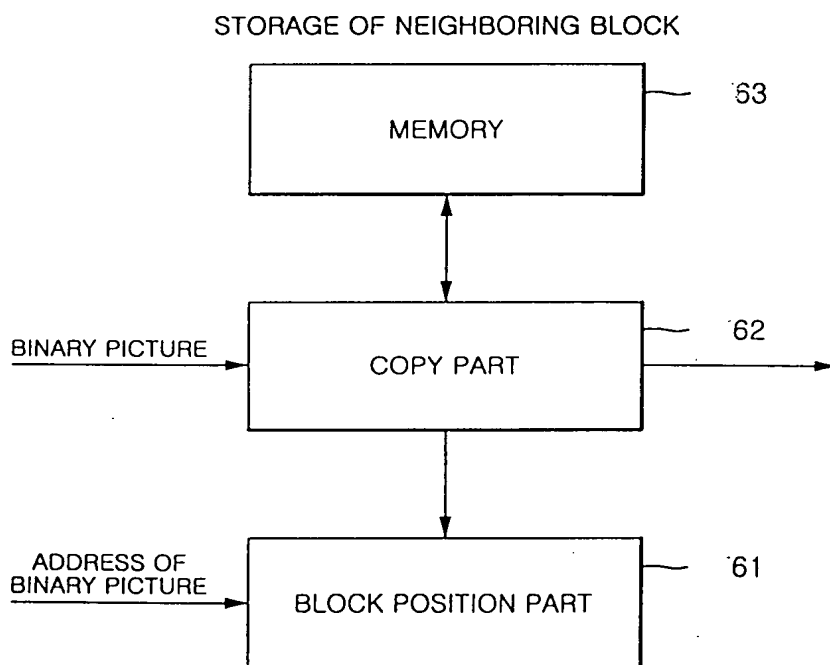 STORAGE OF NEIGHBORING BLOCK
63
MEMORY
62
BINARY PICTURE
COPY PART
61
ADDRESS OF
BINARY PICTURE
BLOCK POSITION PART